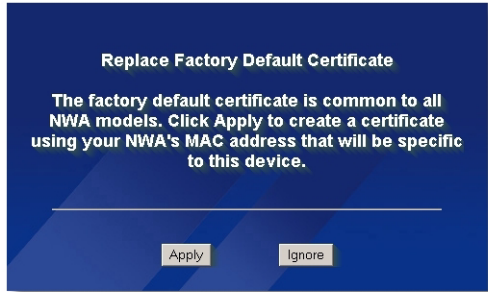 Replace Factory Default Certificate
The factory default certificate is common to all
NWA models. Click Apply to create a certificate
using your NWA's MAC address that will be specific
to this device.
Apply
Ignore